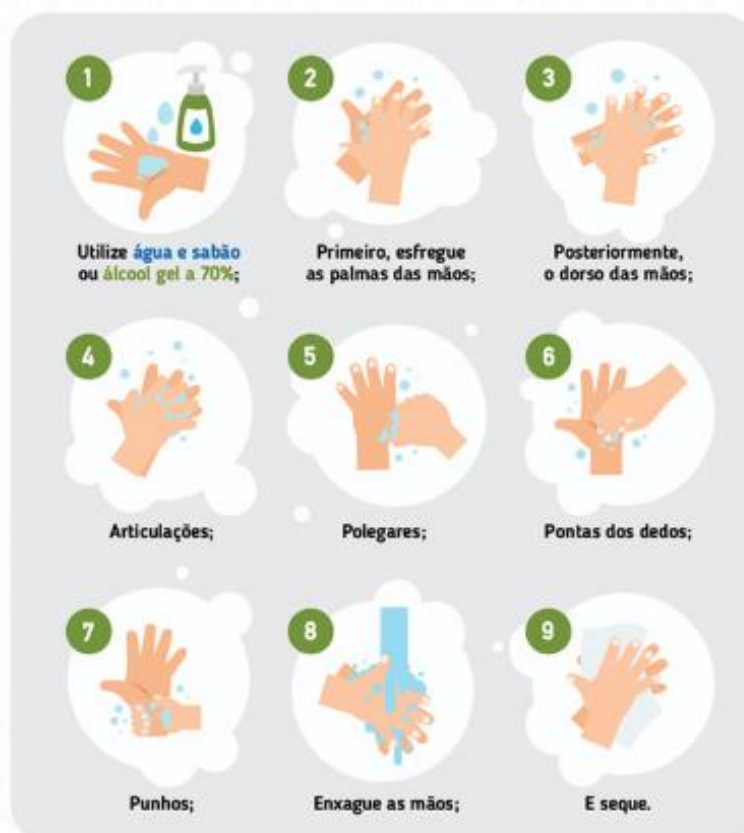 1
2
3
Utilize água e sabão
ou álcool gel a 70%;
Primeiro, esfregue
as palmas das mãos;
Posteriormente,
o dorso das mãos;
4
5
6
Articulações;
Polegares;
Pontas dos dedos;
7
8
9
Punhos;
Enxague as mãos;
E seque.